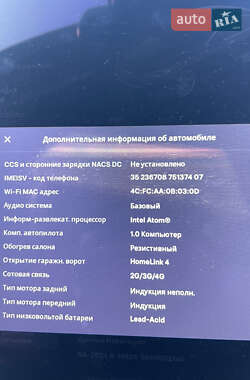 AUTO
RIA
.com
× Дополнительная информация об автомобиле
CCS и сторонние зарядки NACS DC Не установлено
IMEISV - код телефона 35 236708 751374 07
Wi-Fi MAC адрес 4C:FC:AA:08:03:0D
Аудио система Базовый
Информ-развлекат. процессор Intel Atom®
Комп. автопилота 1.0 Компьютер
Обогрев салона Резистивный
Открытие гаражн. ворот HomeLink 4
Сотовая связь 2G/3G/4G
Тип мотора задний Индукция неполн.
Тип мотора передний Индукция
Тип низковольтной батареи Lead-Acid